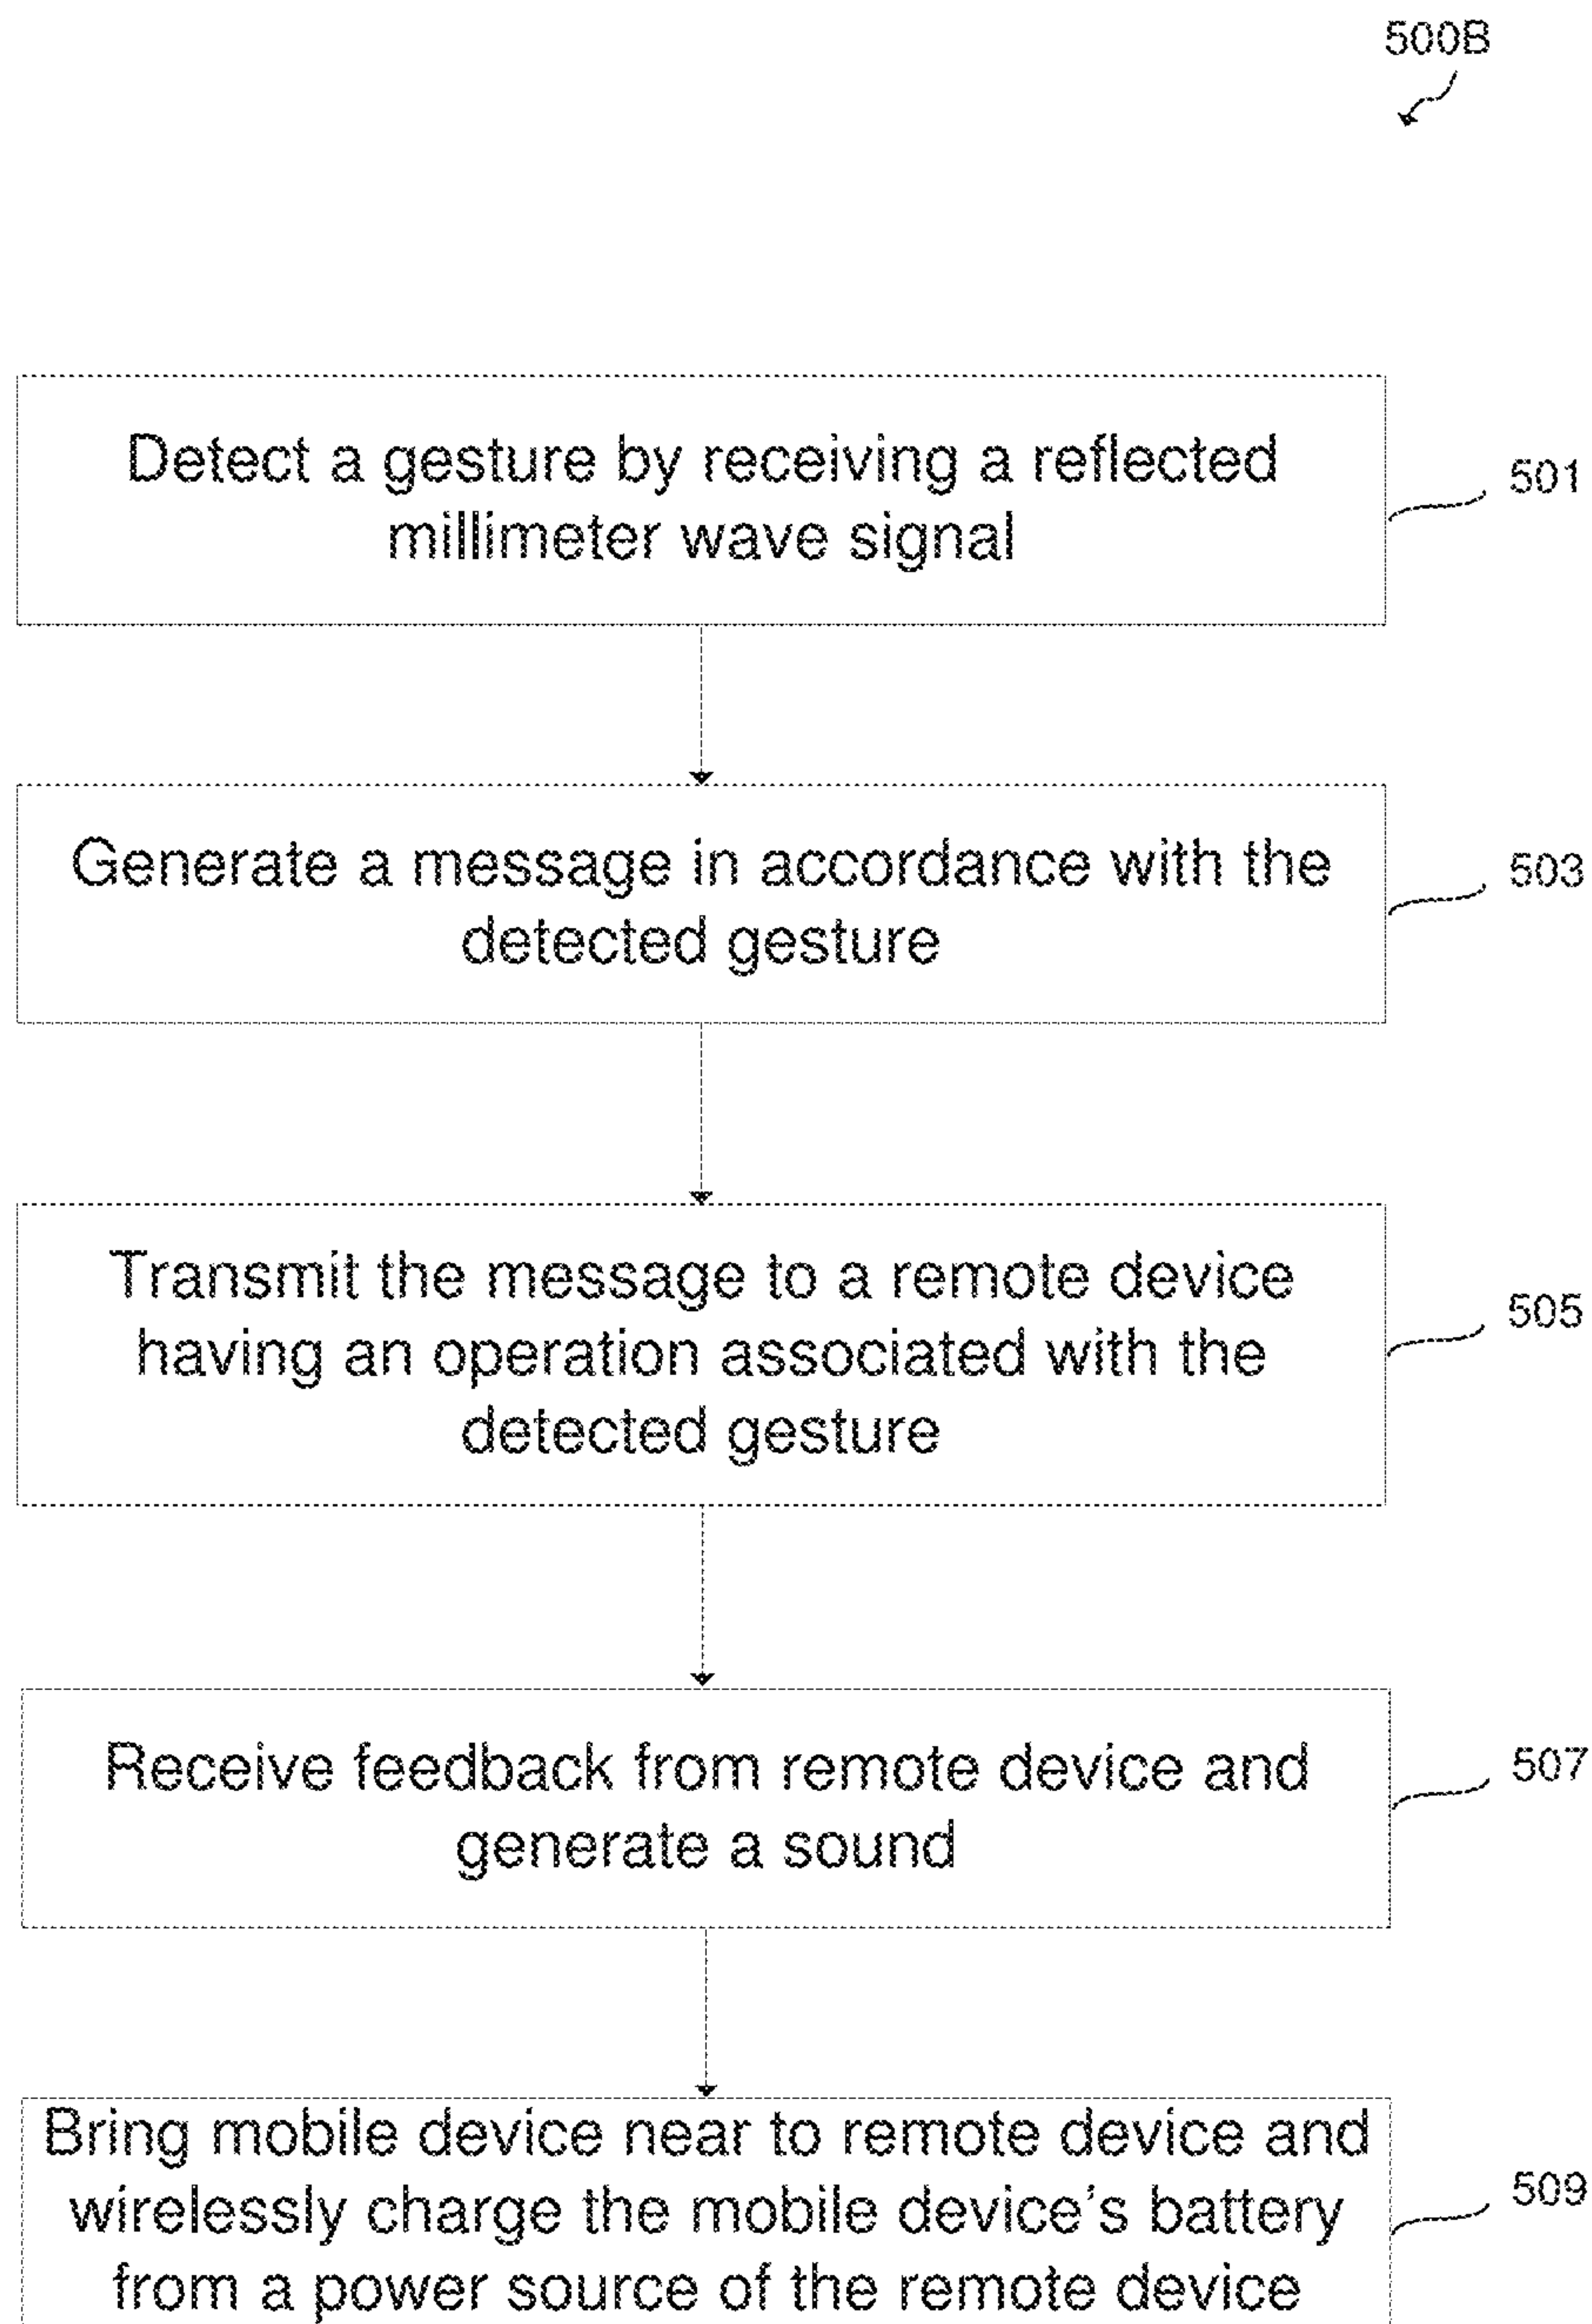 500B
Detect a gesture by receiving a reflected
millimeter wave signal
501
Generate a message in accordance with the
detected gesture
503
Transmit the message to a remote device
having an operation associated with the
detected gesture
505
Receive feedback from remote device and
generate a sound
507
Bring mobile device near to remote device and
wirelessly charge the mobile device's battery
from a power source of the remote device
509